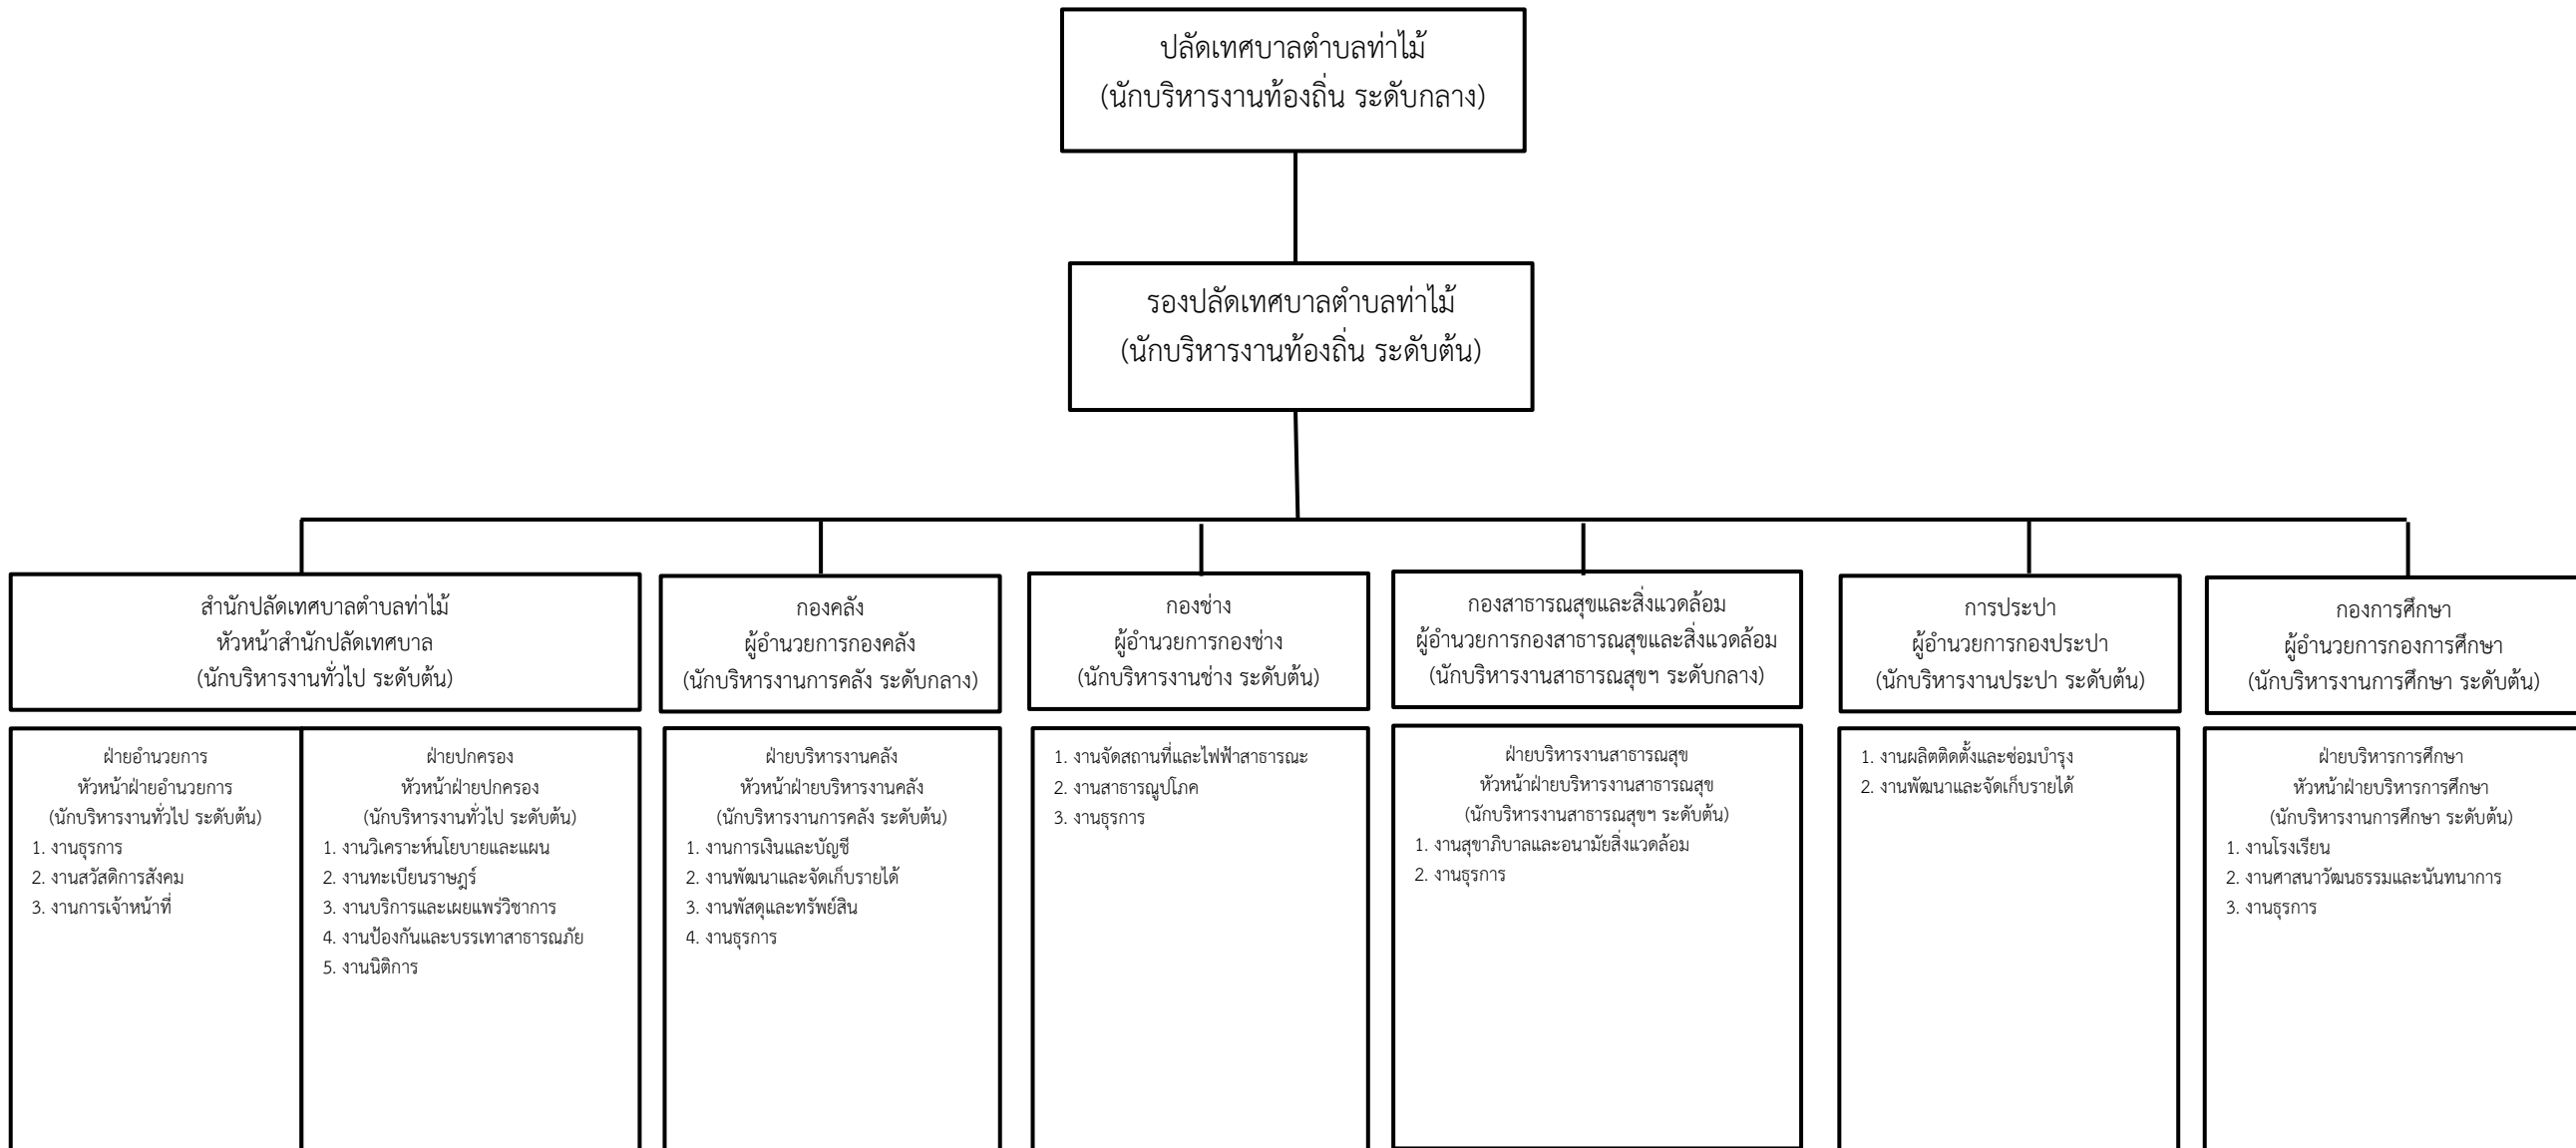 ปลัดเทศบาลตำบลท่าไม้
(นักบริหารงานท้องถิ่น ระดับกลาง)
รองปลัดเทศบาลตำบลท่าไม้
(นักบริหารงานท้องถิ่น ระดับต้น)
สำนักปลัดเทศบาลตำบลท่าไม้
หัวหน้าสำนักปลัดเทศบาล
(นักบริหารงานทั่วไป ระดับต้น)
กองคลัง
ผู้อำนวยการกองคลัง
(นักบริหารงานการคลัง ระดับกลาง)
กองช่าง
ผู้อำนวยการกองช่าง
(นักบริหารงานช่าง ระดับต้น)
กองสาธารณสุขและสิ่งแวดล้อม
ผู้อำนวยการกองสาธารณสุขและสิ่งแวดล้อม
(นักบริหารงานสาธารณสุขฯ ระดับกลาง)
การประปา
ผู้อำนวยการกองประปา
(นักบริหารงานประปา ระดับต้น)
กองการศึกษา
ผู้อำนวยการกองการศึกษา
(นักบริหารงานการศึกษา ระดับต้น)
ฝ่ายอำนวยการ
หัวหน้าฝ่ายอำนวยการ
(นักบริหารงานทั่วไป ระดับต้น)
1. งานธุรการ
2. งานสวัสดิการสังคม
3. งานการเจ้าหน้าที่
ฝ่ายปกครอง
หัวหน้าฝ่ายปกครอง
(นักบริหารงานทั่วไป ระดับต้น)
1. งานวิเคราะห์นโยบายและแผน
2. งานทะเบียนราษฎร์
3. งานบริการและเผยแพร่วิชาการ
4. งานป้องกันและบรรเทาสาธารณภัย
5. งานนิติการ
ฝ่ายบริหารงานคลัง
หัวหน้าฝ่ายบริหารงานคลัง
(นักบริหารงานการคลัง ระดับต้น)
1. งานการเงินและบัญชี
2. งานพัฒนาและจัดเก็บรายได้
3. งานพัสดุและทรัพย์สิน
4. งานธุรการ
1. งานจัดสถานที่และไฟฟ้าสาธารณะ
2. งานสาธารณูปโภค
3. งานธุรการ
ฝ่ายบริหารงานสาธารณสุข
หัวหน้าฝ่ายบริหารงานสาธารณสุข
(นักบริหารงานสาธารณสุขฯ ระดับต้น)
1. งานสุขาภิบาลและอนามัยสิ่งแวดล้อม
2. งานธุรการ
1. งานผลิตติดตั้งและซ่อมบำรุง
2. งานพัฒนาและจัดเก็บรายได้
ฝ่ายบริหารการศึกษา
หัวหน้าฝ่ายบริหารการศึกษา
(นักบริหารงานการศึกษา ระดับต้น)
1. งานโรงเรียน
2. งานศาสนาวัฒนธรรมและนันทนาการ
3. งานธุรการ